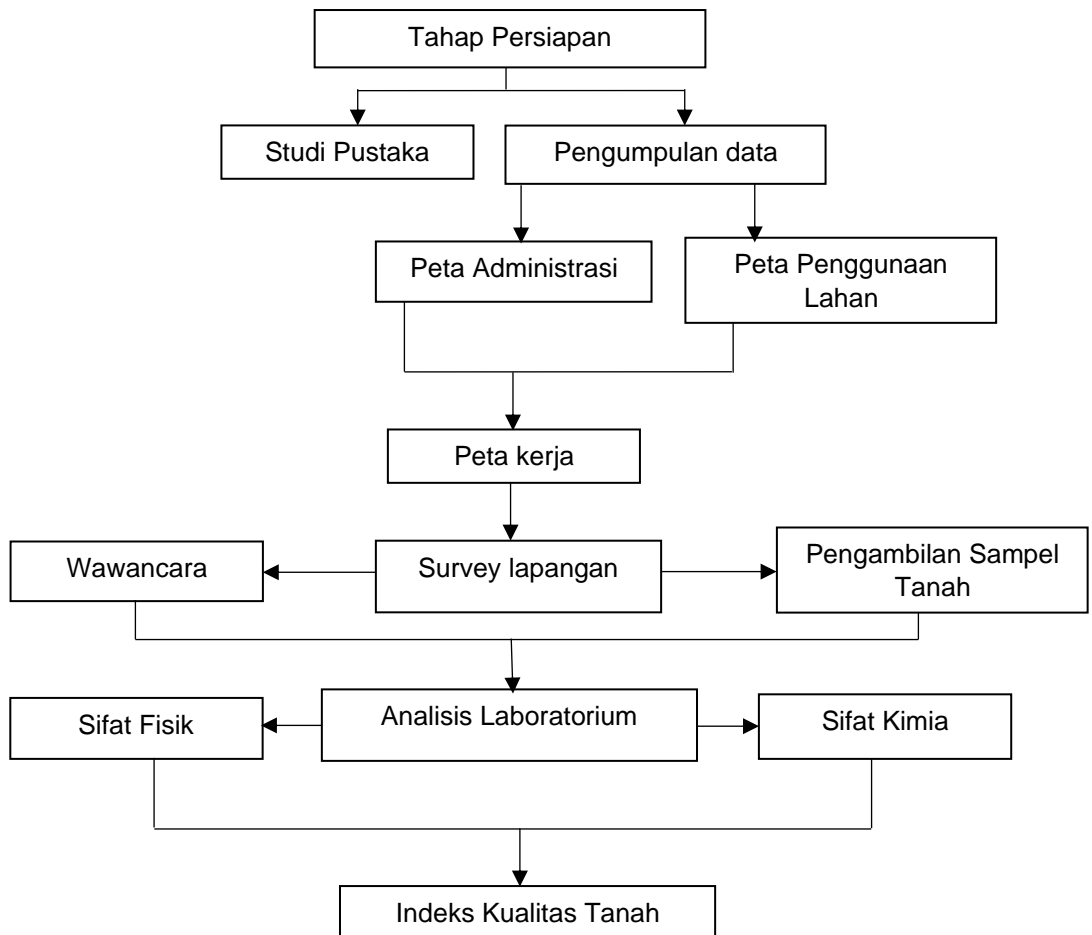 Tahap Persiapan
Studi Pustaka
Pengumpulan data
Peta Administrasi
Peta Penggunaan
Lahan
Peta kerja
Wawancara
Survey lapangan
Pengambilan Sampel
Tanah
Sifat Fisik
Analisis Laboratorium
Sifat Kimia
Indeks Kualitas Tanah